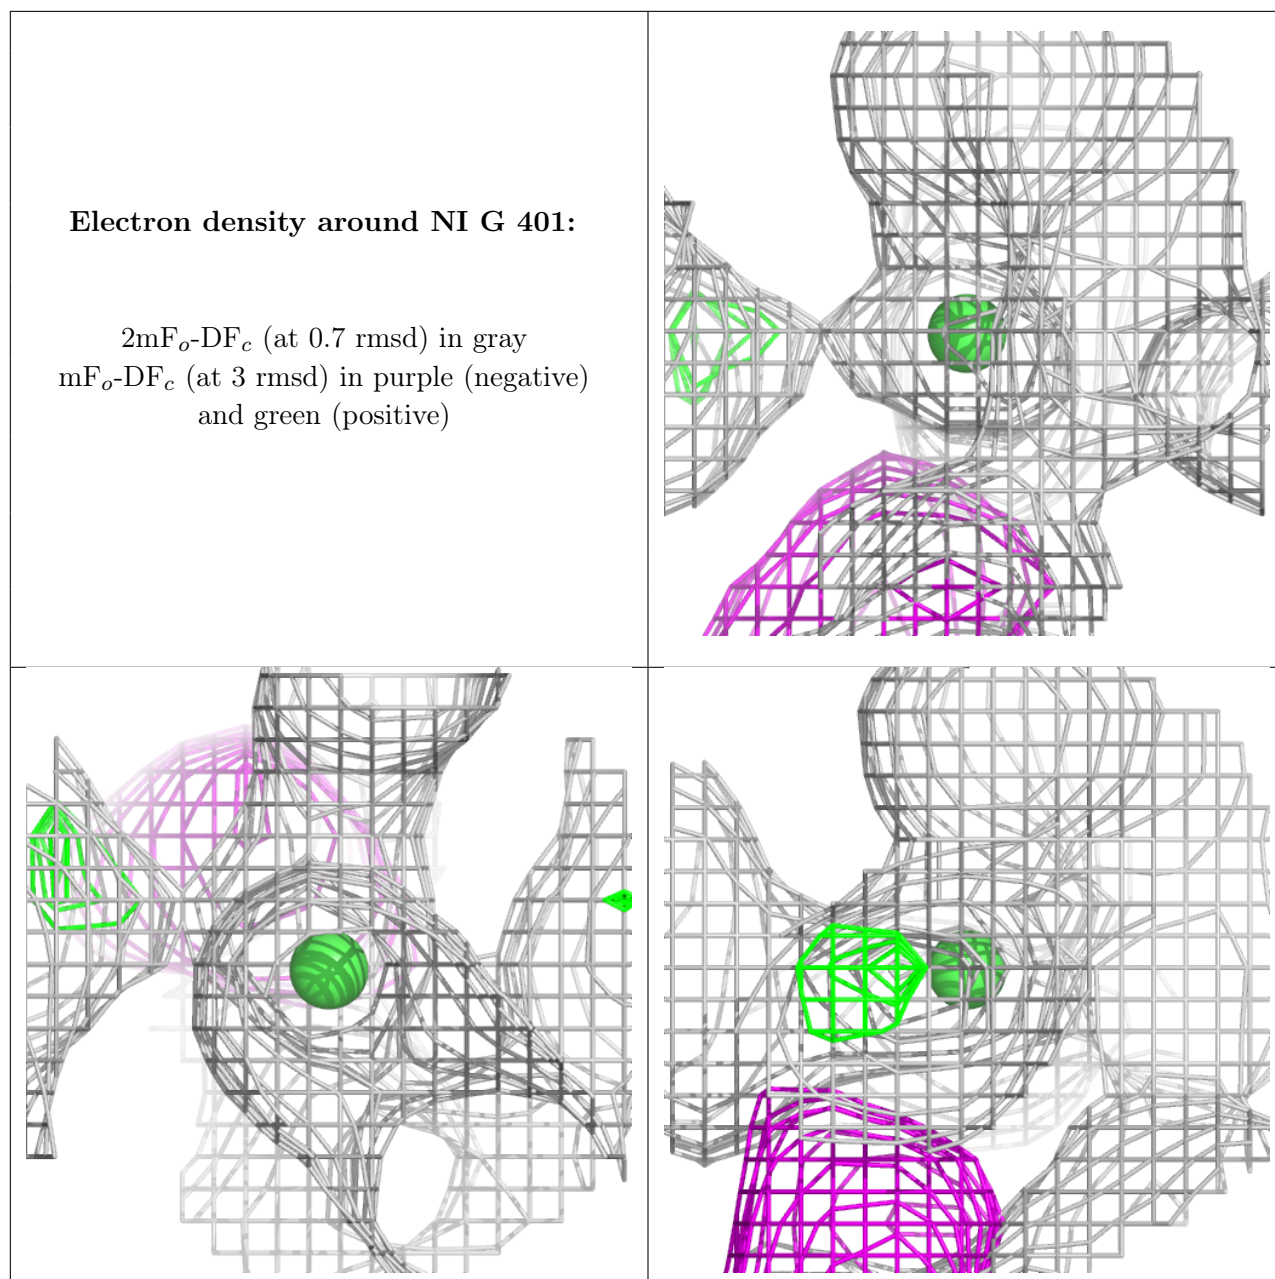 Electron density around NI G 401:
2mFₒ-DF𝒸 (at 0.7 rmsd) in gray
mFₒ-DF𝒸 (at 3 rmsd) in purple (negative)
and green (positive)